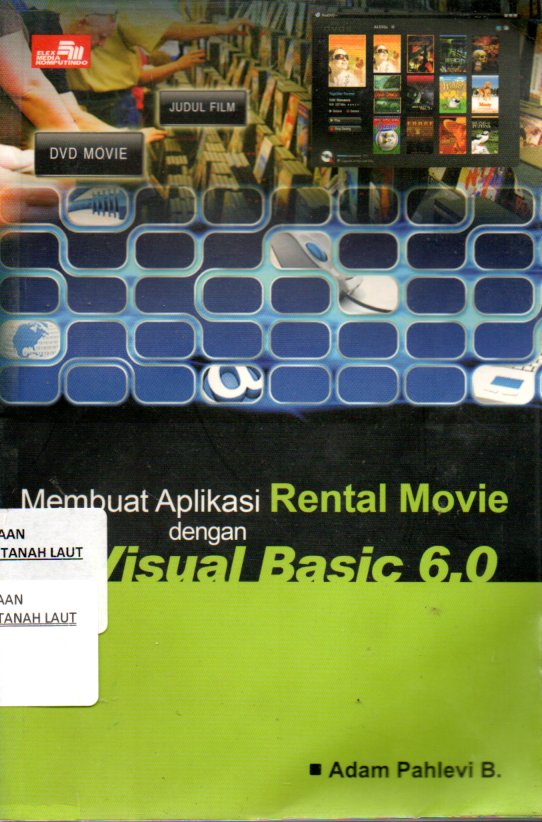 ELEX
MEDIA
KOMPUTINDO
JUDUL FILM
DVD MOVIE
Membuat Aplikasi Rental Movie
dengan
Visual Basic 6.0
AAN
TANAH LAUT
AAN
TANAH LAUT
Adam Pahlevi B.